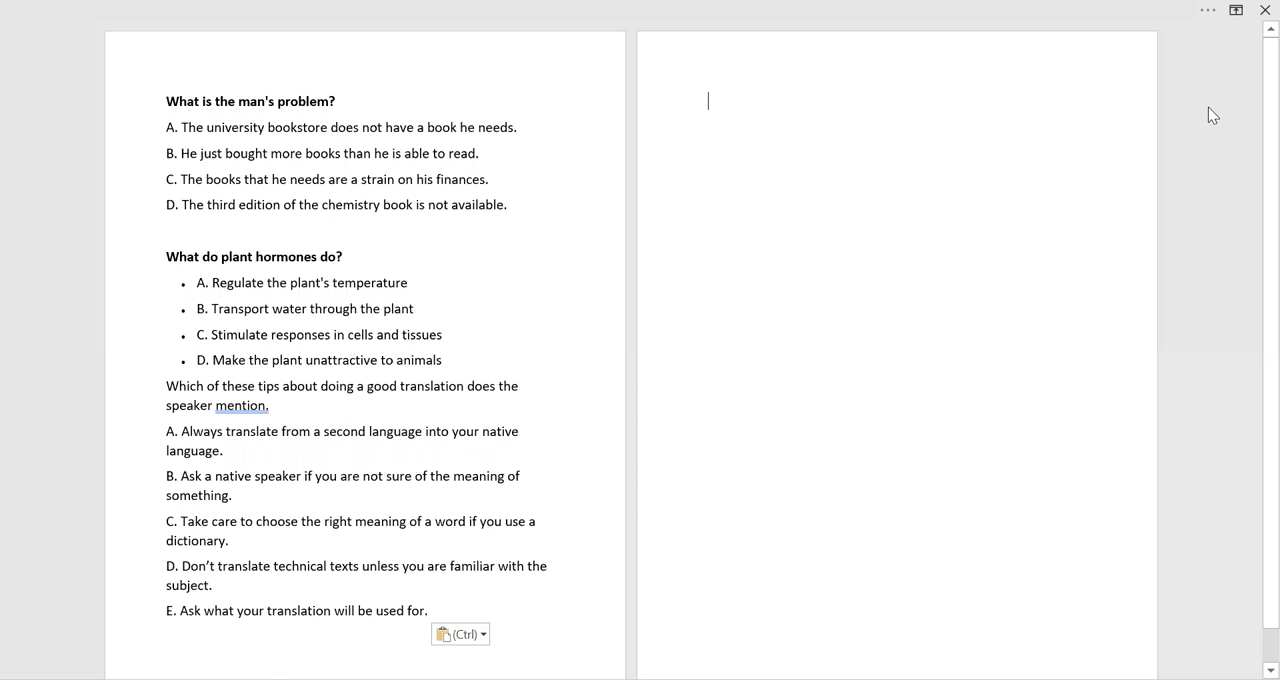 What is the man's problem?
A. The university bookstore does not have a book he needs.
B. He just bought more books than he is able to read.
C. The books that he needs are a strain on his finances.
D. The third edition of the chemistry book is not available.
What do plant hormones do?
• A. Regulate the plant's temperature
• B. Transport water through the plant
• C. Stimulate responses in cells and tissues
• D. Make the plant unattractive to animals
Which of these tips about doing a good translation does the
speaker mention.
A. Always translate from a second language into your native
language.
B. Ask a native speaker if you are not sure of the meaning of
something.
C. Take care to choose the right meaning of a word if you use a
dictionary.
D. Don’t translate technical texts unless you are familiar with the
subject.
E. Ask what your translation will be used for.
(Ctrl)